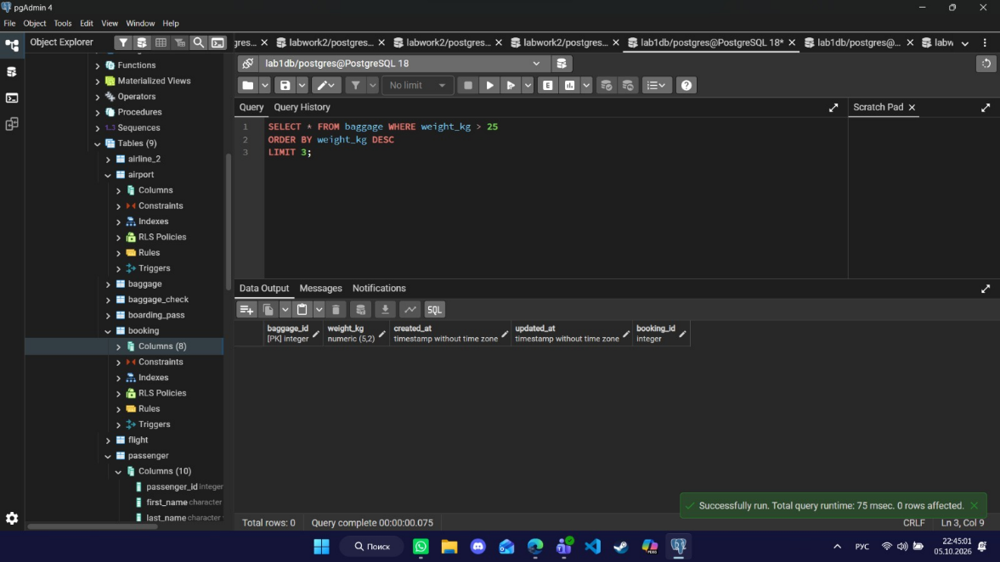 pgAdmin 4
File Object Tools Edit View Window Help
Object Explorer
gres... labwork2/postgres... labwork2/postgres... labwork2/postgres... lab1db/postgres@PostgreSQL 18* lab1db/postgres@... labw
lab1db/postgres@PostgreSQL 18
No limit
Query Query History
Scratch Pad
1 SELECT * FROM baggage WHERE weight_kg > 25
2 ORDER BY weight_kg DESC
3 LIMIT 3;
Functions
Materialized Views
Operators
Procedures
1..3 Sequences
Tables (9)
airline_2
airport
Columns
Constraints
Indexes
RLS Policies
Rules
Triggers
baggage
baggage_check
boarding_pass
booking
Columns (8)
Constraints
Indexes
RLS Policies
Rules
Triggers
flight
passenger
Columns (10)
passenger_id integer
first_name character
last_name character
Data Output Messages Notifications
SQL
baggage_id weight_kg created_at updated_at booking_id
[PK] integer numeric (5,2) timestamp without time zone timestamp without time zone integer
Successfully run. Total query runtime: 75 msec. 0 rows affected.
Total rows: 0 Query complete 00:00:00.075 CRLF Ln 3, Col 9
Поиск
РУС
22:45:01
05.10.2026